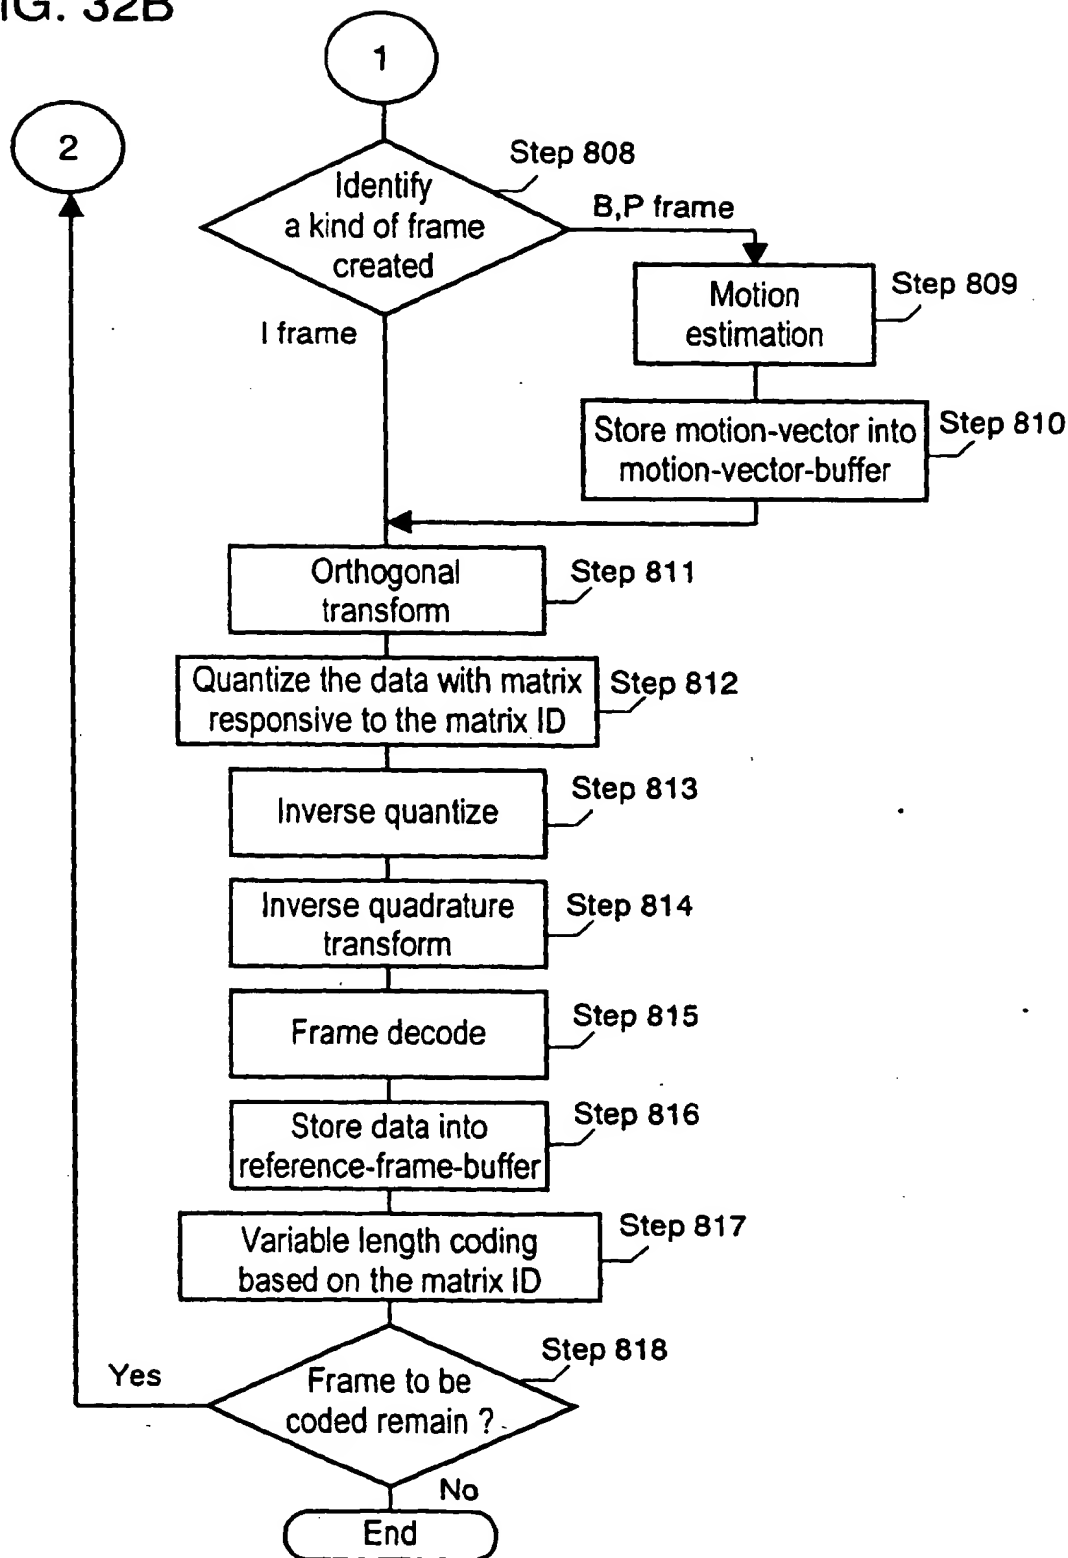 IG. 32B
1
2
Step 808
Identify
a kind of frame
created
B,P frame
I frame
Step 809
Motion
estimation
Step 810
Store motion-vector into
motion-vector-buffer
Orthogonal
transform
Step 811
Quantize the data with matrix
responsive to the matrix ID
Step 812
Inverse quantize
Step 813
Inverse quadrature
transform
Step 814
Frame decode
Step 815
Store data into
reference-frame-buffer
Step 816
Variable length coding
based on the matrix ID
Step 817
Step 818
Yes
Frame to be
coded remain ?
No
End